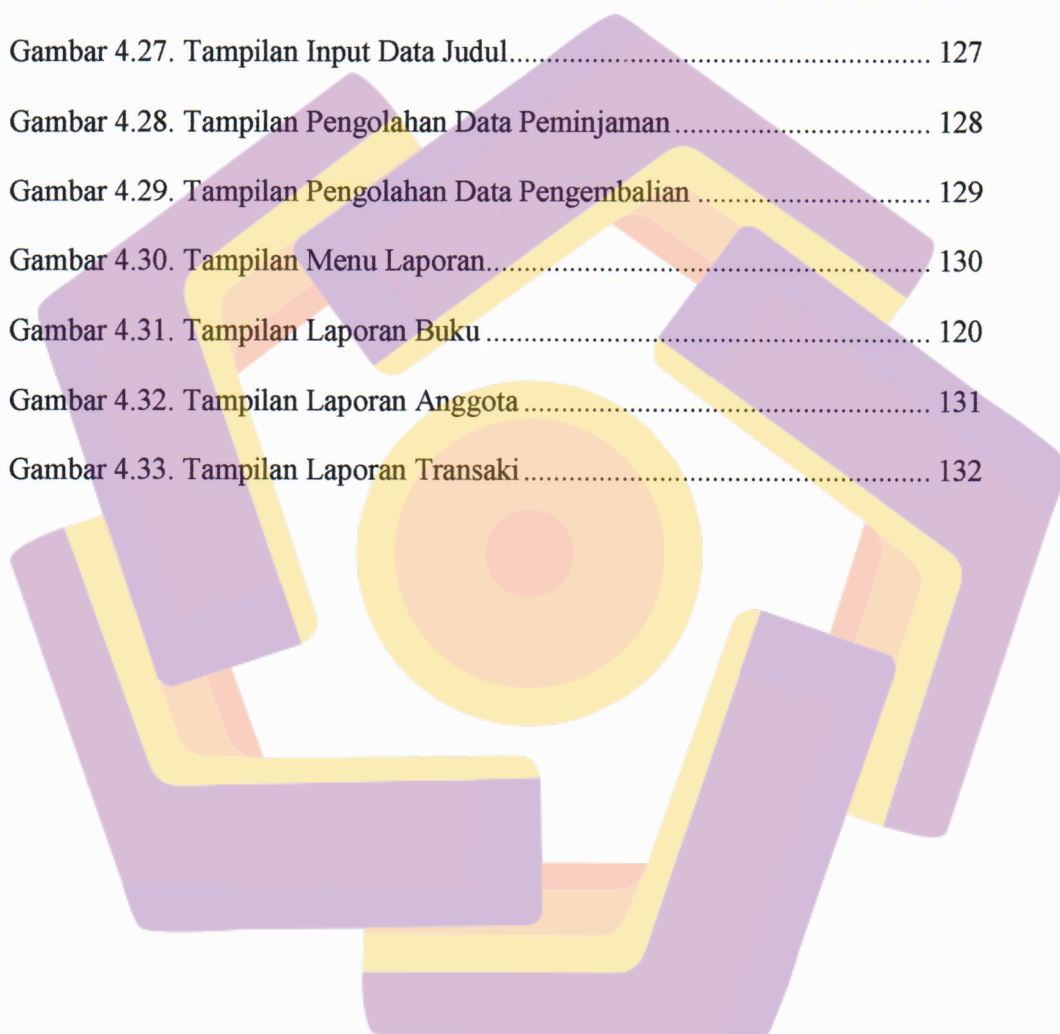 Gambar 4.27. Tampilan Input Data Judul............................................................ 127
Gambar 4.28. Tampilan Pengolahan Data Peminjaman.................................... 128
Gambar 4.29. Tampilan Pengolahan Data Pengembalian ................................. 129
Gambar 4.30. Tampilan Menu Laporan............................................................... 130
Gambar 4.31. Tampilan Laporan Buku ............................................................... 120
Gambar 4.32. Tampilan Laporan Anggota.......................................................... 131
Gambar 4.33. Tampilan Laporan Transaki.......................................................... 132